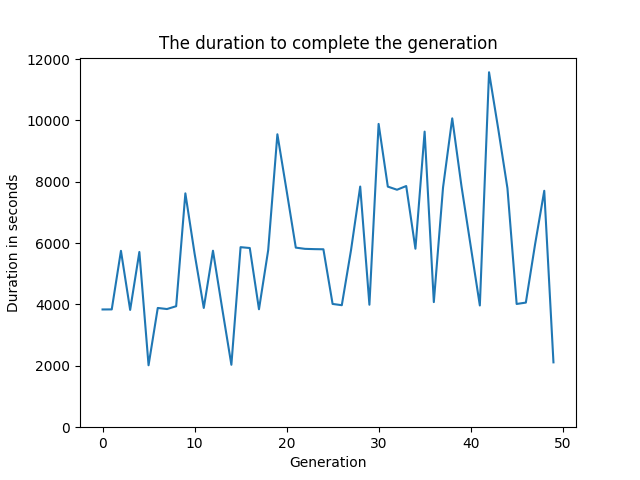 The duration to complete the generation
12000
10000
8000
6000
4000
2000
0
Duration in seconds
0 10 20 30 40 50
Generation